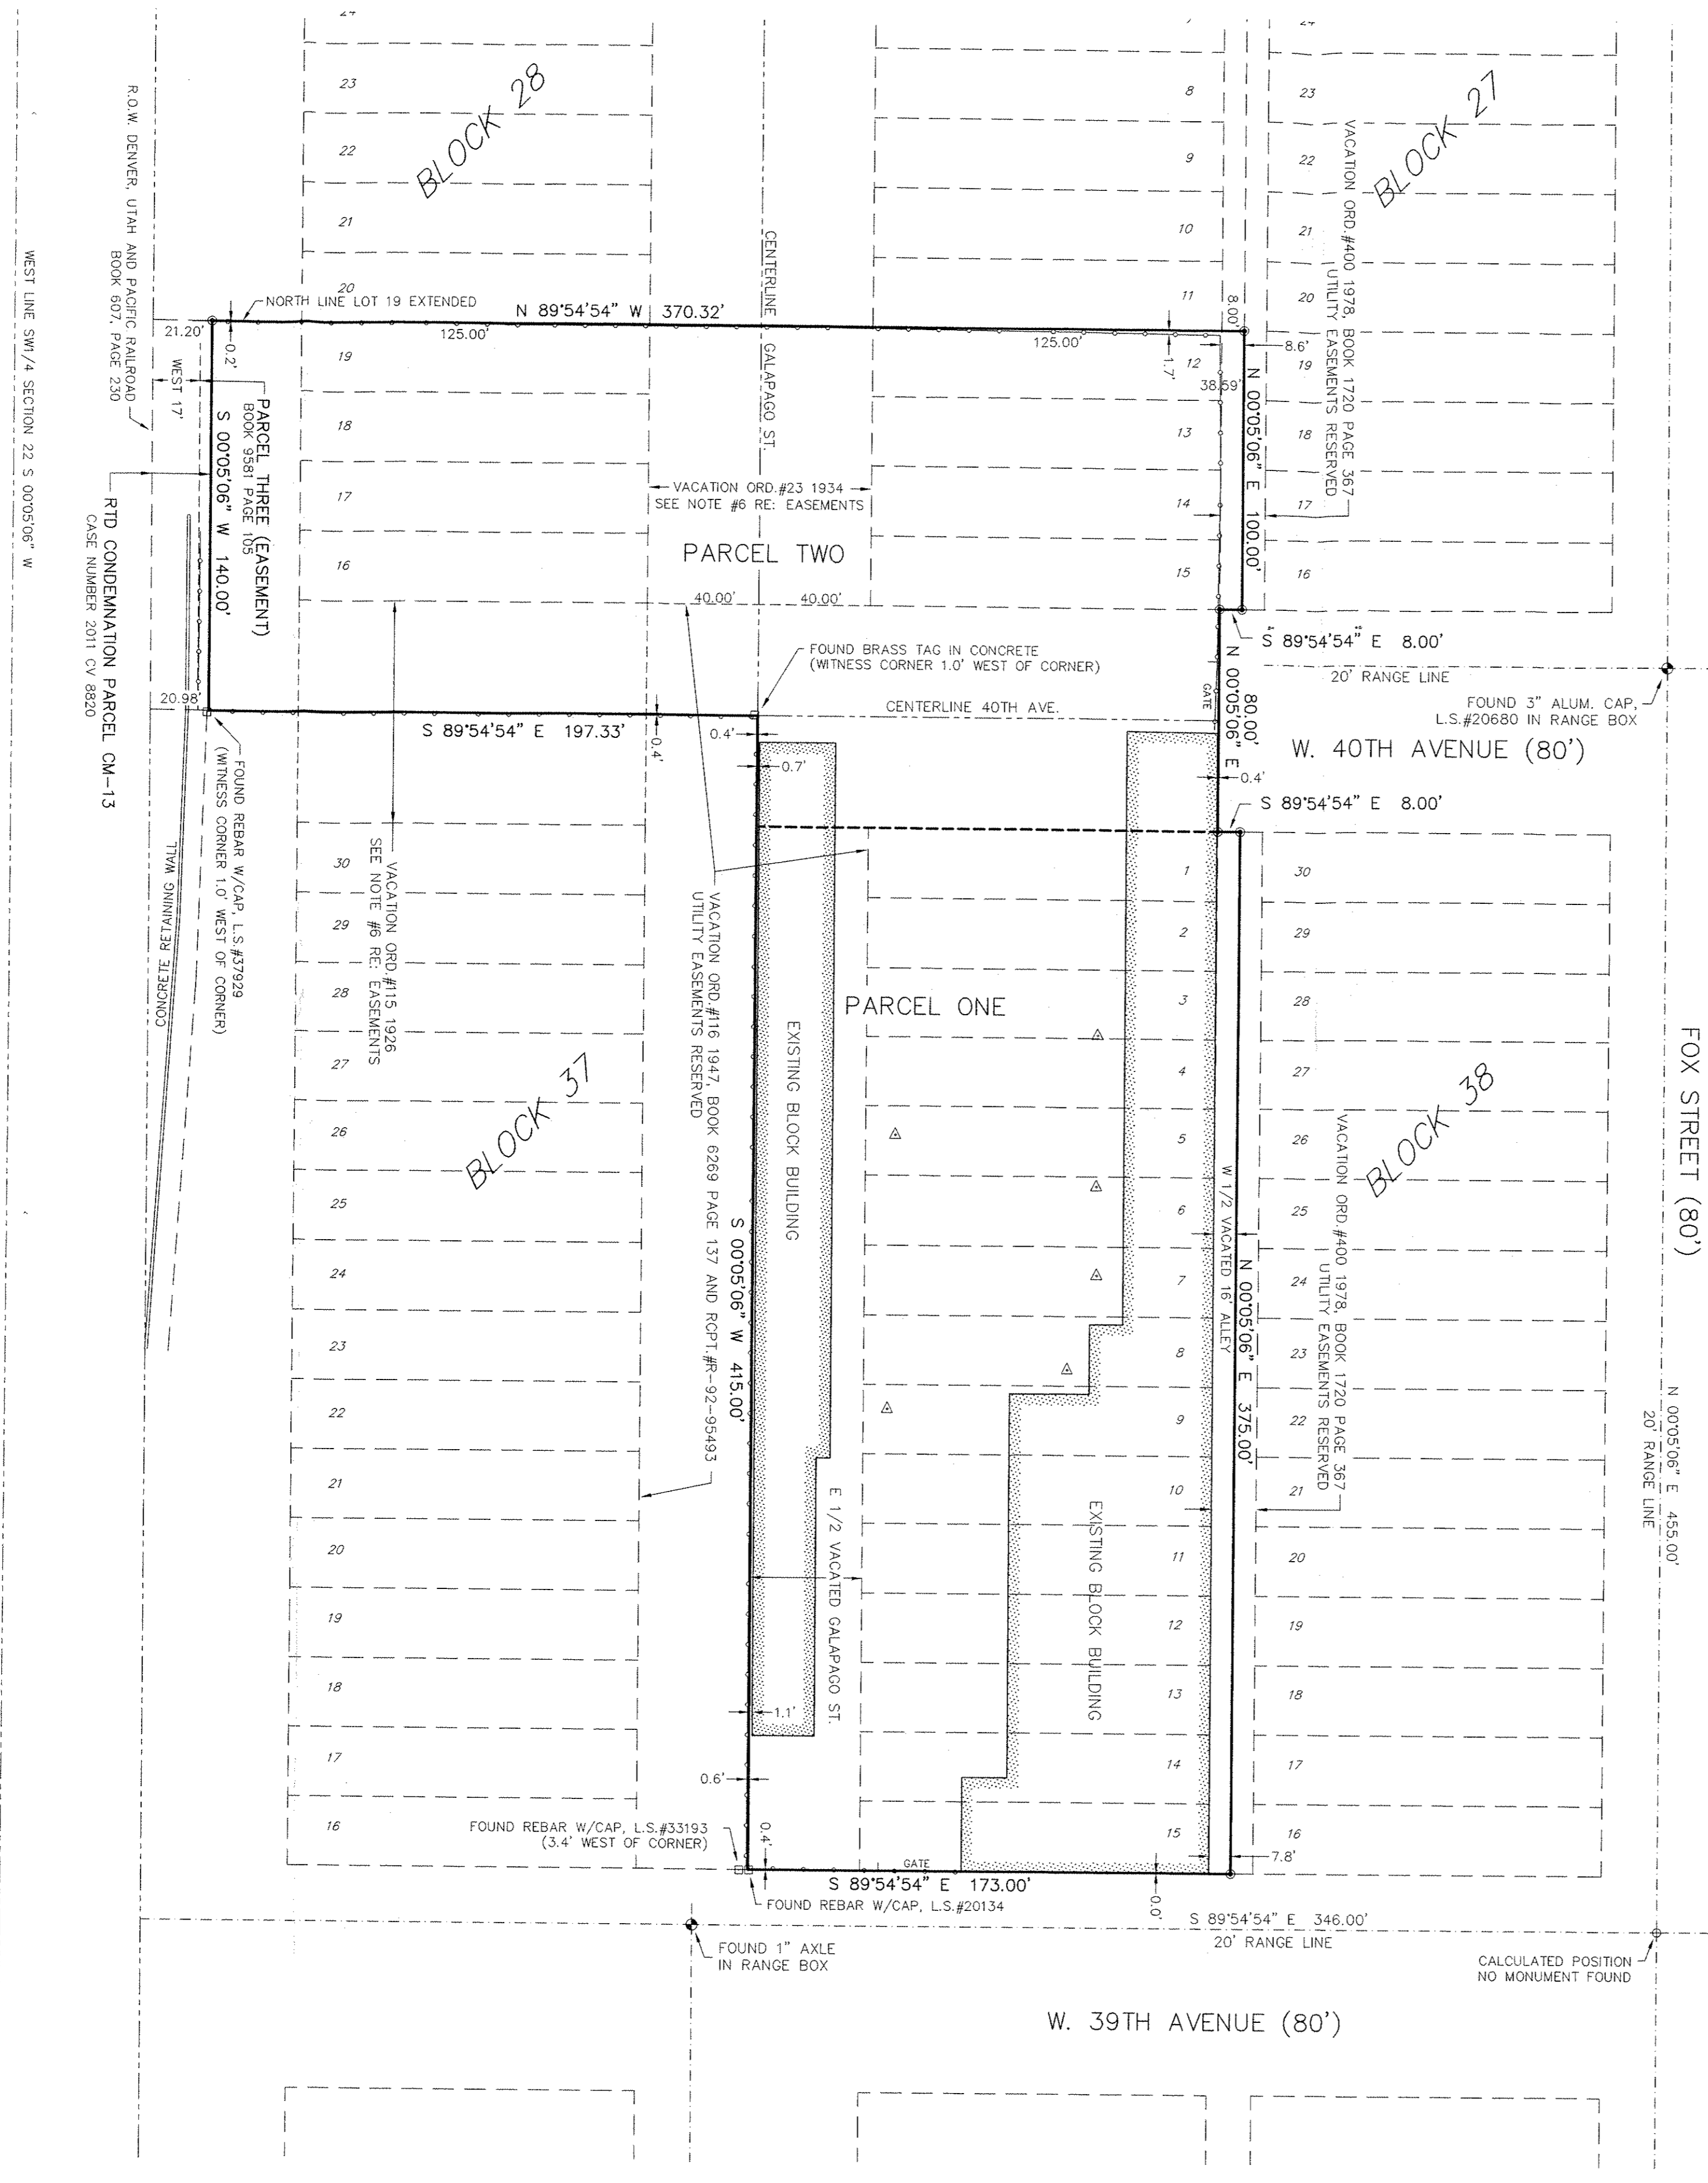 24
23
22
21
20
BLOCK 28
7
8
9
10
11
24
23
22
21
20
BLOCK 27
VACATION ORD.#400 1978, BOOK 1720 PAGE 367
UTILITY EASEMENTS RESERVED
CENTERLINE GALAPAGO ST.
R.O.W. DENVER, UTAH AND PACIFIC RAILROAD
BOOK 607, PAGE 230
WEST LINE SW1/4 SECTION 22 S 00°05'06" W
NORTH LINE LOT 19 EXTENDED
N 89°54'54" W 370.32'
125.00'
125.00'
8.00'
21.20'
0.2'
WEST 17'
1.7'
8.6'
38.59'
N 00°05'06" E 100.00'
19
18
17
16
12
13
14
15
19
18
17
16
PARCEL THREE (EASEMENT)
BOOK 9581 PAGE 105
S 00°05'06" W 140.00'
RTD CONDEMNATION PARCEL CM-13
CASE NUMBER 2011 CV 8820
VACATION ORD.#23 1934
SEE NOTE #6 RE: EASEMENTS
PARCEL TWO
40.00'
40.00'
FOUND BRASS TAG IN CONCRETE
(WITNESS CORNER 1.0' WEST OF CORNER)
S 89°54'54" E 8.00'
20' RANGE LINE
FOUND 3" ALUM. CAP,
L.S.#20680 IN RANGE BOX
N 00°05'06" E
80.00'
GATE
20.98'
S 89°54'54" E 197.33'
0.4'
0.4'
0.7'
CENTERLINE 40TH AVE.
W. 40TH AVENUE (80')
0.4'
S 89°54'54" E 8.00'
FOUND REBAR W/CAP, L.S.#37929
(WITNESS CORNER 1.0' WEST OF CORNER)
CONCRETE RETAINING WALL
VACATION ORD.#115 1926
SEE NOTE #6 RE: EASEMENTS
VACATION ORD.#116 1947, BOOK 6269 PAGE 137 AND RCPT.#R-92-95493
UTILITY EASEMENTS RESERVED
30
29
28
27
26
25
24
23
22
21
20
19
18
17
16
BLOCK 37
PARCEL ONE
EXISTING BLOCK BUILDING
S 00°05'06" W 415.00'
E 1/2 VACATED GALAPAGO ST.
1
2
3
4
5
6
7
8
9
10
11
12
13
14
15
EXISTING BLOCK BUILDING
W 1/2 VACATED 16' ALLEY
N 00°05'06" E 375.00'
30
29
28
27
26
25
24
23
22
21
20
19
18
17
16
BLOCK 38
VACATION ORD.#400 1978, BOOK 1720 PAGE 367
UTILITY EASEMENTS RESERVED
FOX STREET (80')
N 00°05'06" E 455.00'
20' RANGE LINE
1.1'
0.6'
0.4'
FOUND REBAR W/CAP, L.S.#33193
(3.4' WEST OF CORNER)
GATE
7.8'
S 89°54'54" E 173.00'
FOUND REBAR W/CAP, L.S.#20134
0.0'
S 89°54'54" E 346.00'
20' RANGE LINE
FOUND 1" AXLE
IN RANGE BOX
CALCULATED POSITION
NO MONUMENT FOUND
W. 39TH AVENUE (80')